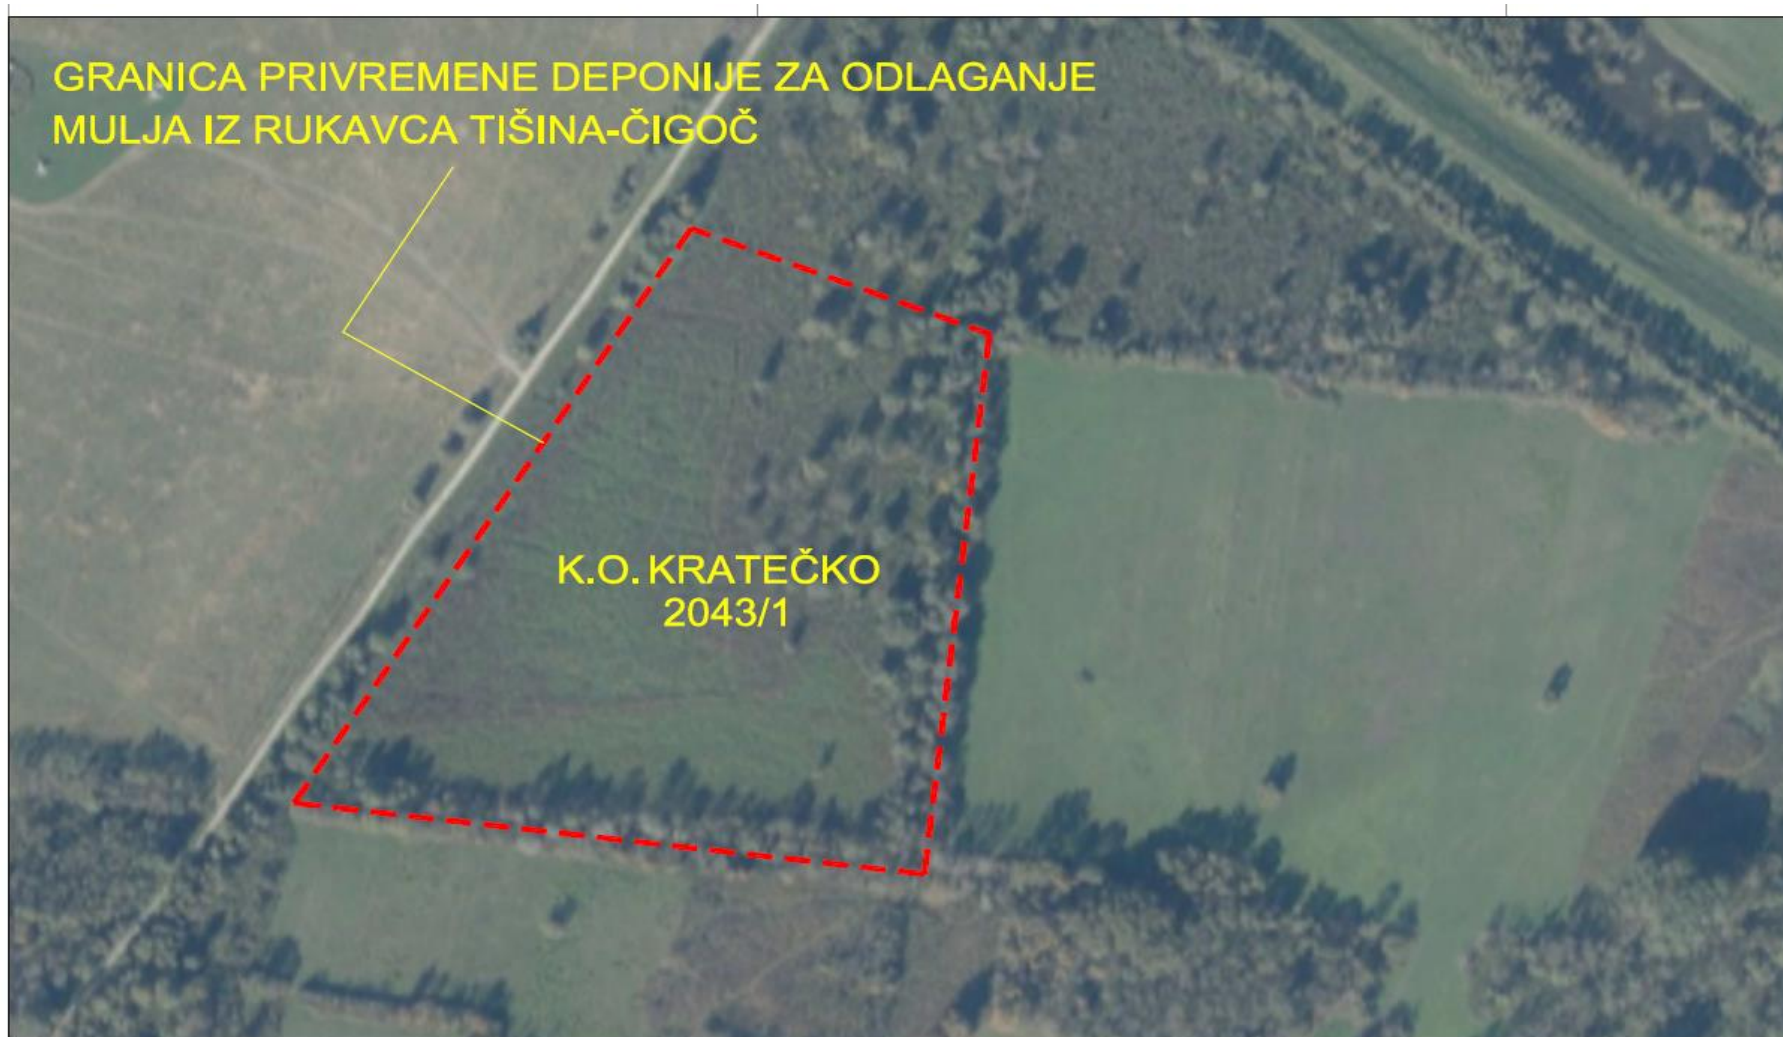 GRANICA PRIVREMENE DEPONIJE ZA ODLAGANJE
MULJA IZ RUKAVCA TIŠINA-ČIGOČ
K.O. KRATEČKO
2043/1